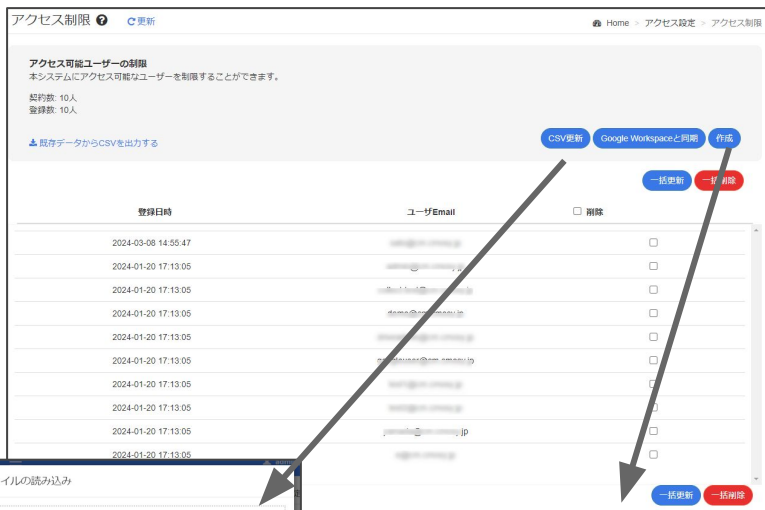 アクセス制限 更新
Home > アクセス設定 > アクセス制限
アクセス可能ユーザーの制限
本システムにアクセス可能なユーザーを制限することができます。
契約数: 10人
登録数: 10人
既存データからCSVを出力する
CSV更新 Google Workspaceと同期 作成
一括更新 一括削除
登録日時 ユーザEmail 削除
2024-03-08 14:55:47
2024-01-20 17:13:05
2024-01-20 17:13:05
2024-01-20 17:13:05
2024-01-20 17:13:05
2024-01-20 17:13:05
2024-01-20 17:13:05
2024-01-20 17:13:05
2024-01-20 17:13:05 jp
2024-01-20 17:13:05
イルの読み込み
一括更新 一括削除